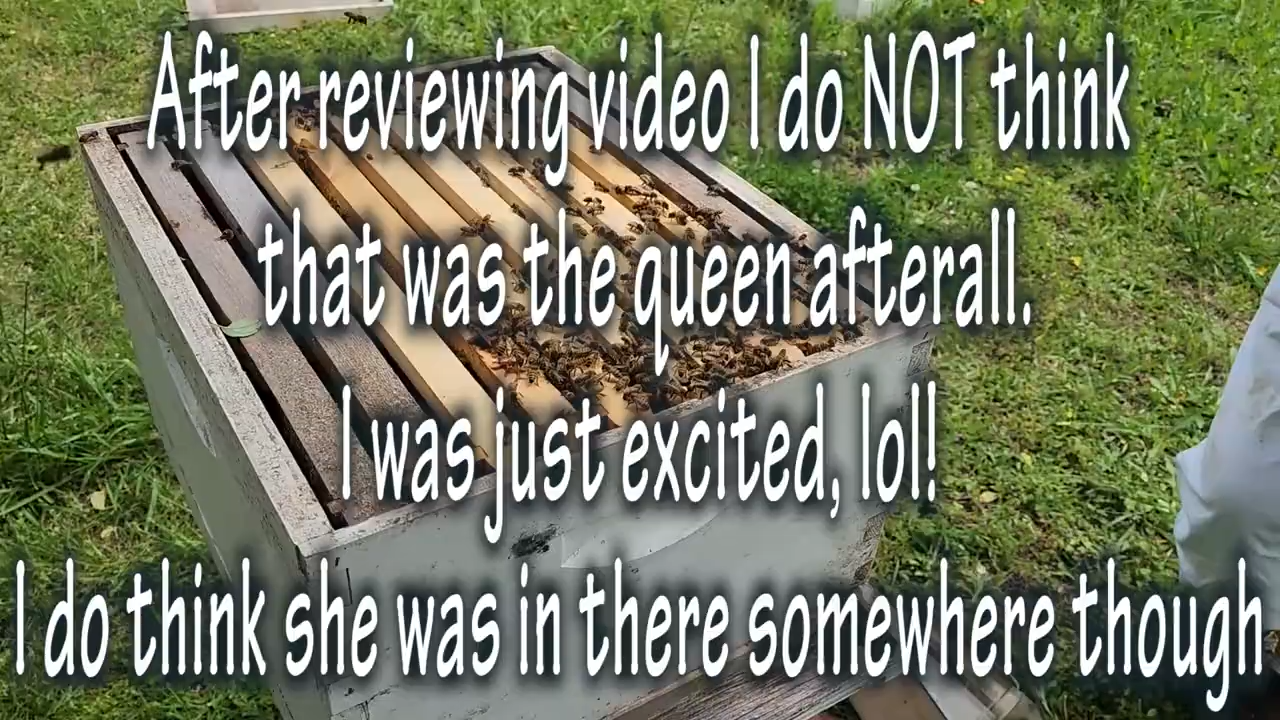 After reviewing video I do NOT think
that was the queen afterall.
I was just excited, lol!
I do think she was in there somewhere though